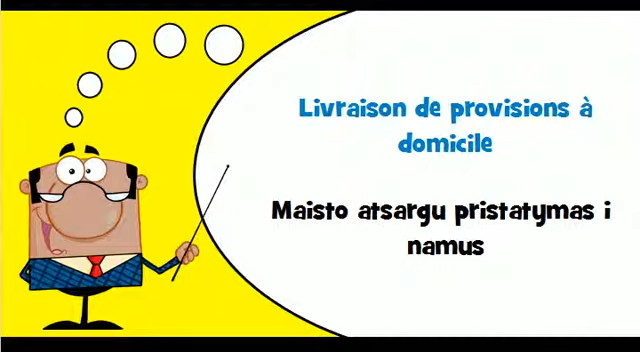 Livraison de provisions à
domicile
Maisto atsargu pristatymas i
namus